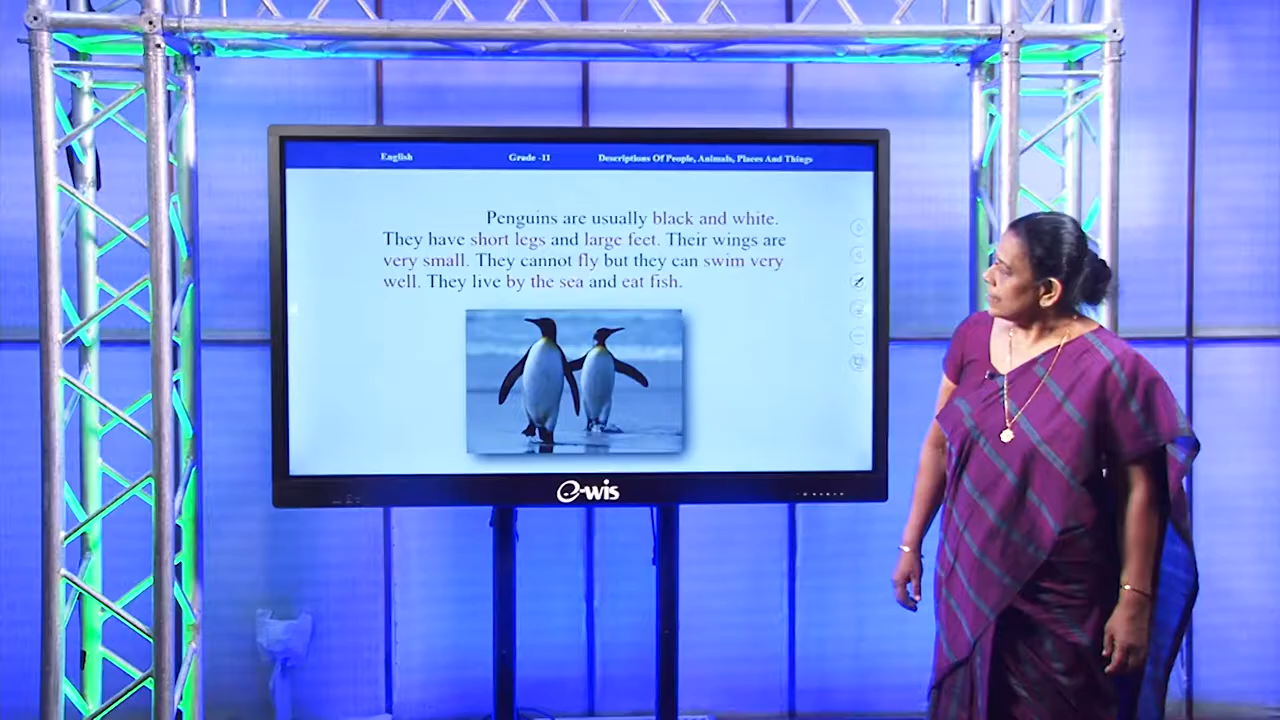 English Grade -11 Descriptions Of People, Animals, Places And Things
Penguins are usually black and white.
They have short legs and large feet. Their wings are
very small. They cannot fly but they can swim very
well. They live by the sea and eat fish.
e-wis